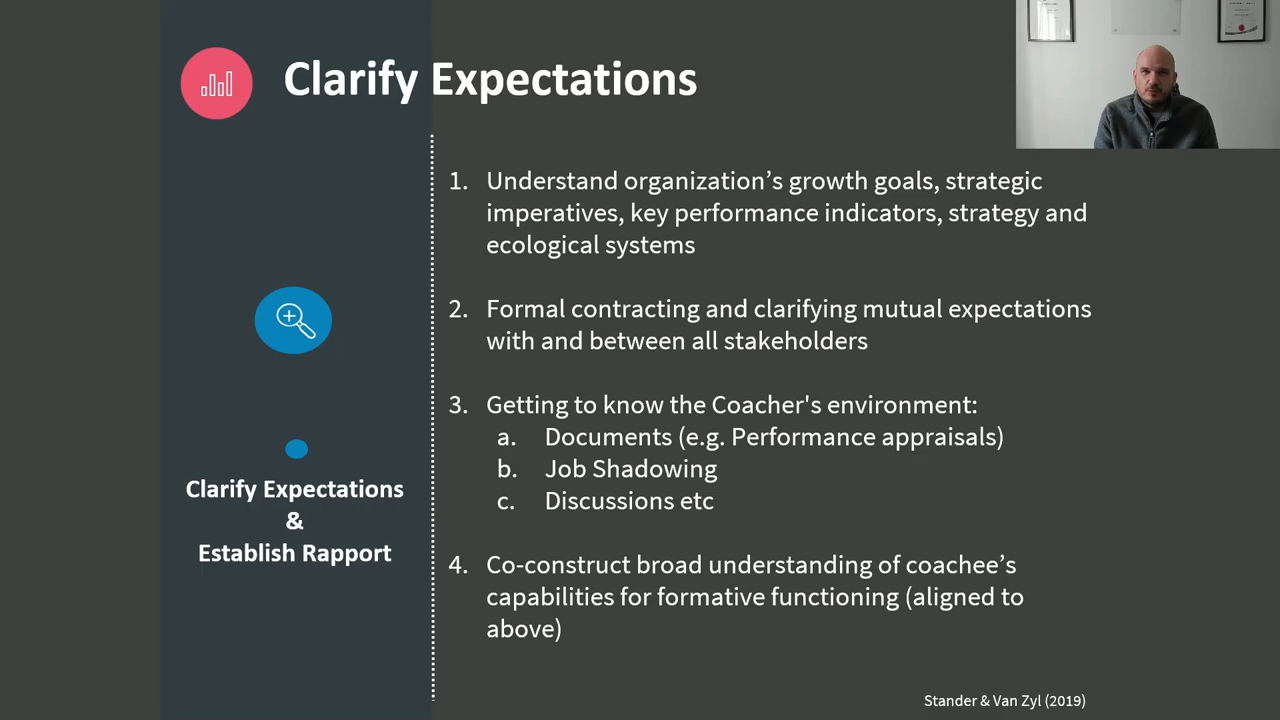 Clarify Expectations
1. Understand organization's growth goals, strategic
imperatives, key performance indicators, strategy and
ecological systems
2. Formal contracting and clarifying mutual expectations
with and between all stakeholders
3. Getting to know the Coacher's environment:
a. Documents (e.g. Performance appraisals)
b. Job Shadowing
c. Discussions etc
4. Co-construct broad understanding of coachee's
capabilities for formative functioning (aligned to
above)
Clarify Expectations
&
Establish Rapport
Stander & Van Zyl (2019)